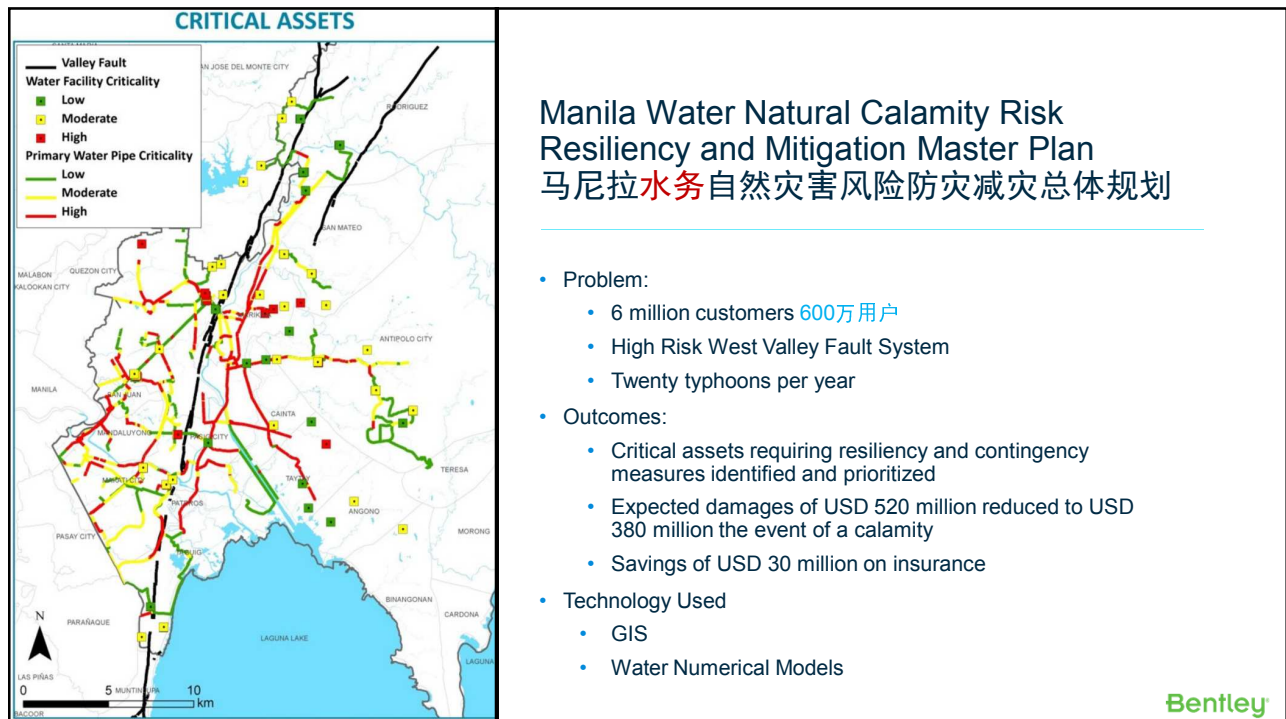 CRITICAL ASSETS
Valley Fault
Water Facility Criticality
Low
Moderate
High
Primary Water Pipe Criticality
Low
Moderate
High
AN JOSE DEL MONTE CITY
RODRIGUEZ
SAN MATEO
MALABON
QUEZON CITY
KALOOKAN CITY
ANTIPOLO CITY
MANILA
SAN JUAN
CAINTA
MANDALUYONG
PASIG CITY
TERESA
MAKATI CITY
TAYTAY
PATEROS
ANGONO
MORONG
PASAY CITY
BINANGONAN
CARDONA
PARAÑAQUE
LAGUNA LAKE
LAGUNA
LAS PIÑAS
MUNTINLUPA
BACOOR
N
0 5 10
km
Manila Water Natural Calamity Risk
Resiliency and Mitigation Master Plan
马尼拉水务自然灾害风险防灾减灾总体规划
• Problem:
• 6 million customers 600万用户
• High Risk West Valley Fault System
• Twenty typhoons per year
• Outcomes:
• Critical assets requiring resiliency and contingency
measures identified and prioritized
• Expected damages of USD 520 million reduced to USD
380 million the event of a calamity
• Savings of USD 30 million on insurance
• Technology Used
• GIS
• Water Numerical Models
Bentley